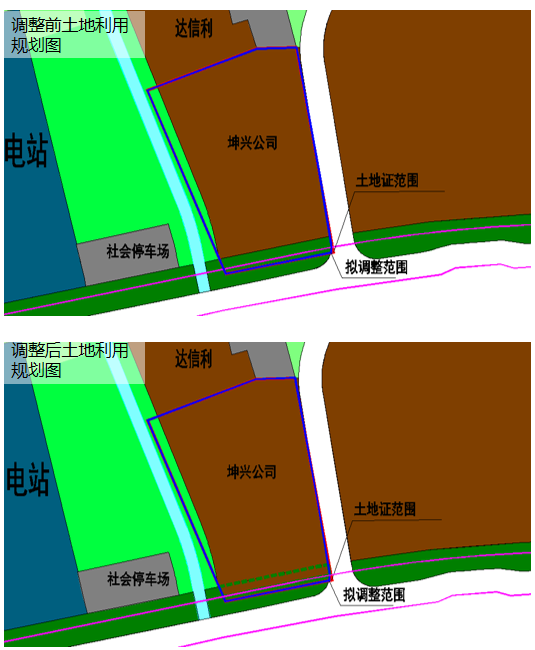 调整前土地利用
规划图
达信利
电站
坤兴公司
土地证范围
社会停车场
拟调整范围
调整后土地利用
规划图
达信利
电站
坤兴公司
土地证范围
社会停车场
拟调整范围